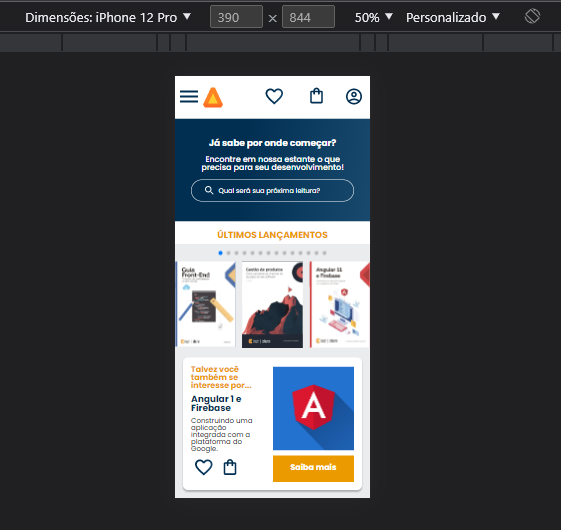 Dimensões: iPhone 12 Pro ▼ 390 × 844 50% ▼ Personalizado ▼
Já sabe por onde começar?
Encontre em nossa estante o que
precisa para seu desenvolvimento!
Qual será sua próxima leitura?
ÚLTIMOS LANÇAMENTOS
Guia
Front-End
Gestão de produtos
Angular 11
e Firebase
Talvez você
também se
interesse por...
Angular 1 e
Firebase
Construindo uma
aplicação
integrada com a
plataforma do
Google.
A
Saiba mais